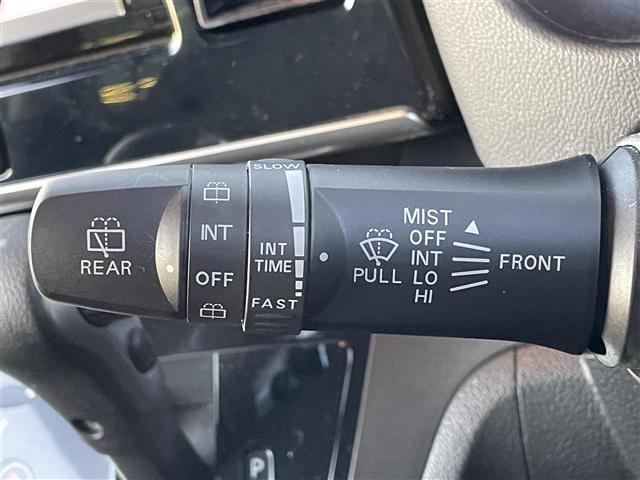 REAR
INT
OFF
SLOW
INT
TIME
FAST
PULL
MIST
OFF
INT
LO
HI
FRONT
P